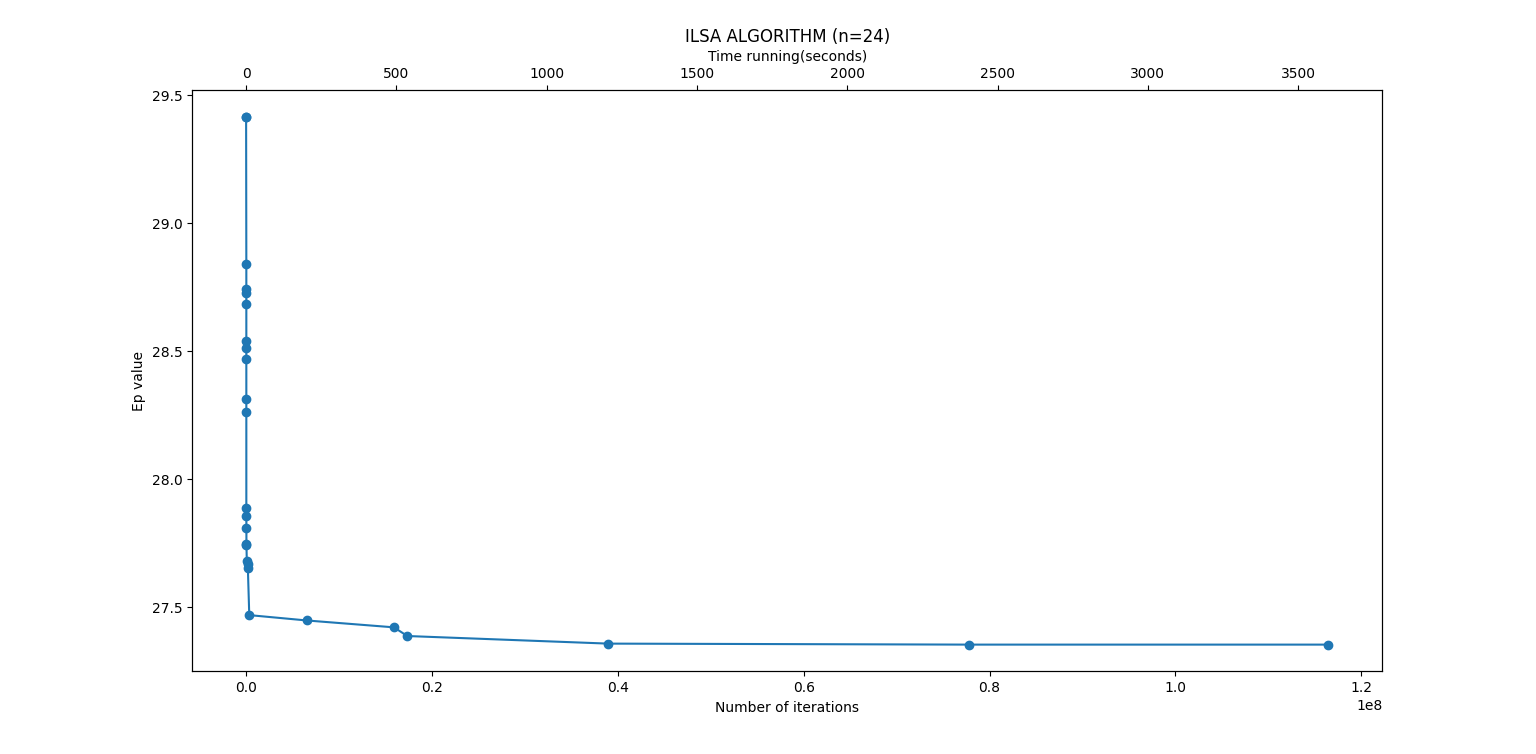 ILSA ALGORITHM (n=24)
Time running(seconds)
0 500 1000 1500 2000 2500 3000 3500
29.5
29.0
28.5
28.0
27.5
Ep value
0.0 0.2 0.4 0.6 0.8 1.0 1.2
1e8
Number of iterations